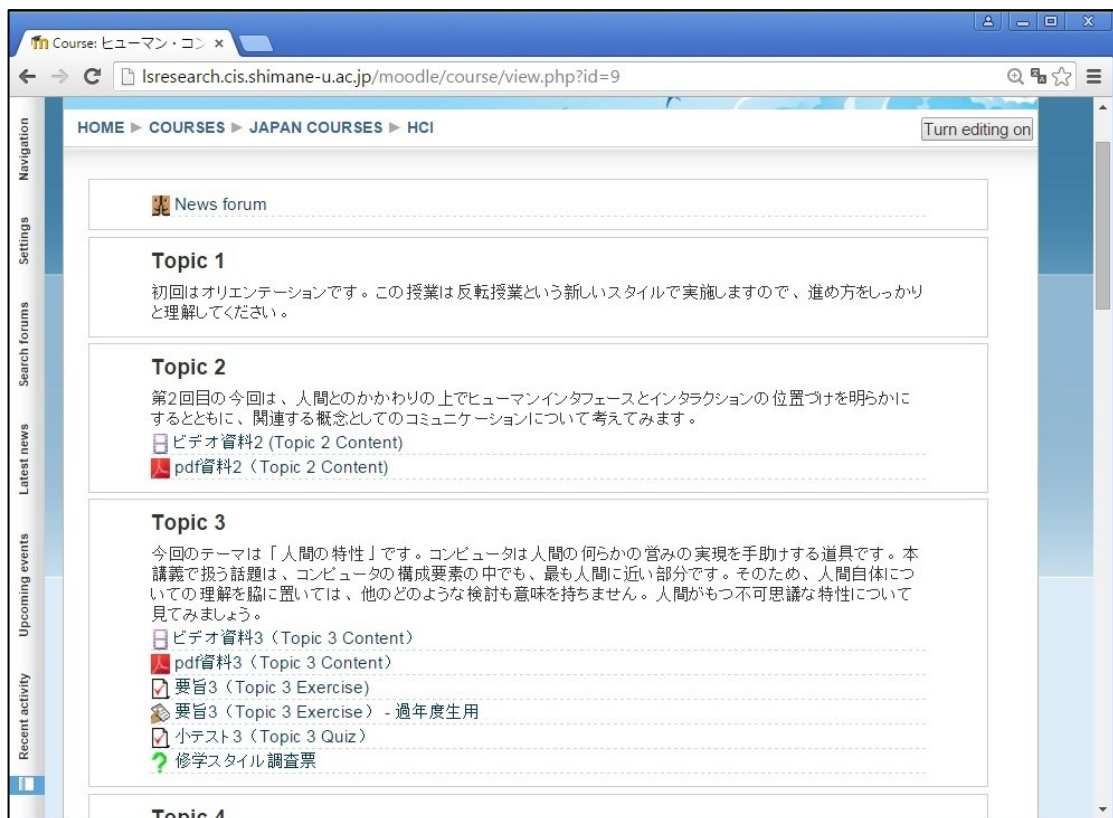 Course: ヒューマン・コン
lsresearch.cis.shimane-u.ac.jp/moodle/course/view.php?id=9
HOME ▶ COURSES ▶ JAPAN COURSES ▶ HCI
Turn editing on
Navigation
Settings
Search forums
Latest news
Upcoming events
Recent activity
News forum
Topic 1
初回はオリエンテーションです。この授業は反転授業という新しいスタイルで実施しますので、進め方をしっかり
と理解してください。
Topic 2
第2回目の今回は、人間とのかかわりの上でヒューマンインタフェースとインタラクションの位置づけを明らかに
するとともに、関連する概念としてのコミュニケーションについて考えてみます。
ビデオ資料2 (Topic 2 Content)
pdf資料2（Topic 2 Content)
Topic 3
今回のテーマは「人間の特性」です。コンピュータは人間の何らかの営みの実現を手助けする道具です。本
講義で扱う話題は、コンピュータの構成要素の中でも、最も人間に近い部分です。そのため、人間自体につ
いての理解を脇に置いては、他のどのような検討も意味を持ちません。人間がもつ不可思議な特性について
見てみましょう。
ビデオ資料3（Topic 3 Content）
pdf資料3（Topic 3 Content）
要旨3（Topic 3 Exercise)
要旨3（Topic 3 Exercise） - 過年度生用
小テスト3（Topic 3 Quiz）
修学スタイル調査票
Topic 4